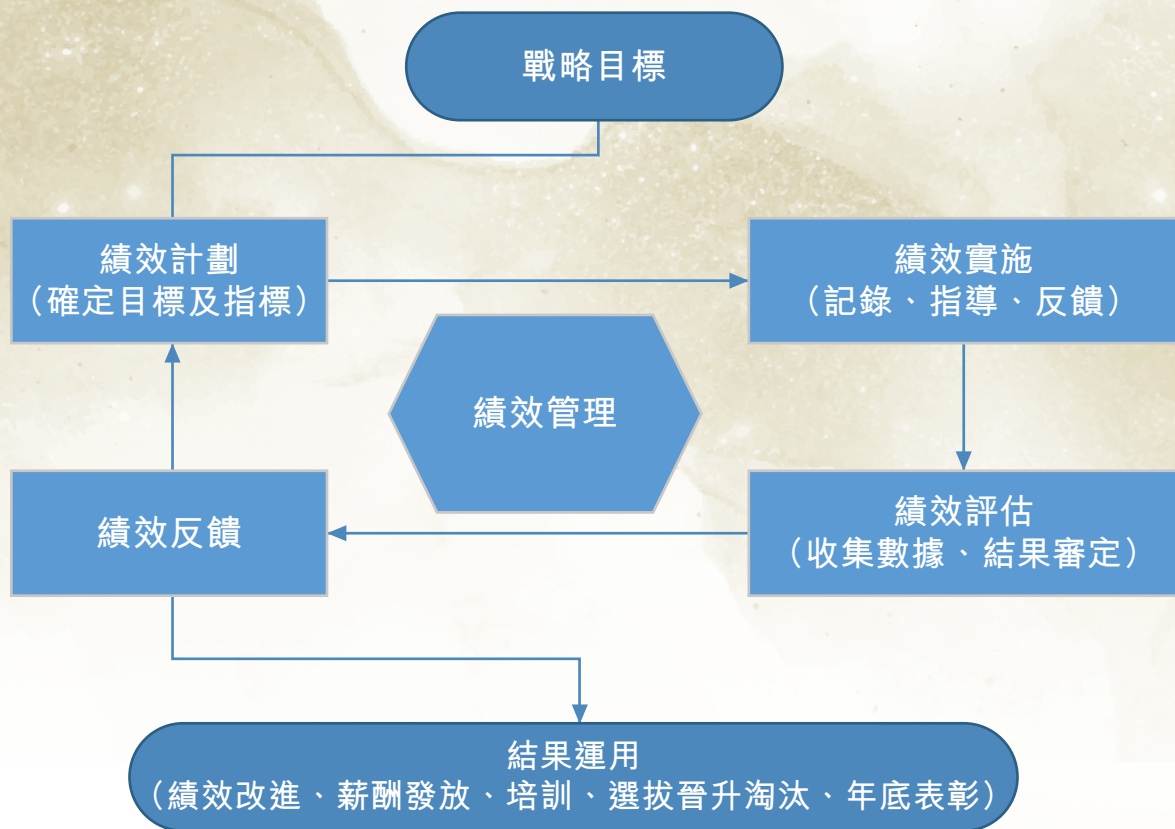 戰略目標
績效計劃
（確定目標及指標）
績效實施
（記錄、指導、反饋）
績效管理
績效反饋
績效評估
（收集數據、結果審定）
結果運用
（績效改進、薪酬發放、培訓、選拔晉升淘汰、年底表彰）